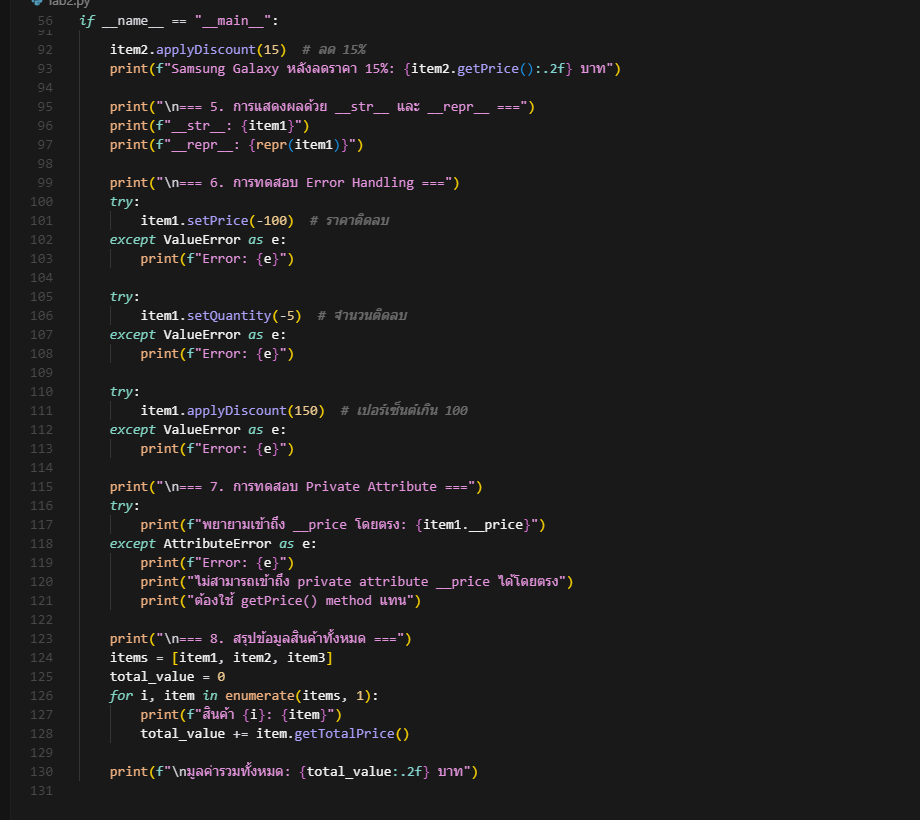 lab2.py
56 if __name__ == "__main__":
91
92 item2.applyDiscount(15)  # ลด 15%
93 print(f"Samsung Galaxy หลังลดราคา 15%: {item2.getPrice():.2f} บาท")
94
95 print("\n=== 5. การแสดงผลด้วย __str__ และ __repr__ ===")
96 print(f"__str__: {item1}")
97 print(f"__repr__: {repr(item1)}")
98
99 print("\n=== 6. การทดสอบ Error Handling ===")
100 try:
101 item1.setPrice(-100)  # ราคาติดลบ
102 except ValueError as e:
103 print(f"Error: {e}")
104
105 try:
106 item1.setQuantity(-5)  # จำนวนติดลบ
107 except ValueError as e:
108 print(f"Error: {e}")
109
110 try:
111 item1.applyDiscount(150)  # เปอร์เซ็นต์เกิน 100
112 except ValueError as e:
113 print(f"Error: {e}")
114
115 print("\n=== 7. การทดสอบ Private Attribute ===")
116 try:
117 print(f"พยายามเข้าถึง __price โดยตรง: {item1.__price}")
118 except AttributeError as e:
119 print(f"Error: {e}")
120 print("ไม่สามารถเข้าถึง private attribute __price ได้โดยตรง")
121 print("ต้องใช้ getPrice() method แทน")
122
123 print("\n=== 8. สรุปข้อมูลสินค้าทั้งหมด ===")
124 items = [item1, item2, item3]
125 total_value = 0
126 for i, item in enumerate(items, 1):
127 print(f"สินค้า {i}: {item}")
128 total_value += item.getTotalPrice()
129
130 print(f"\nมูลค่ารวมทั้งหมด: {total_value:.2f} บาท")
131